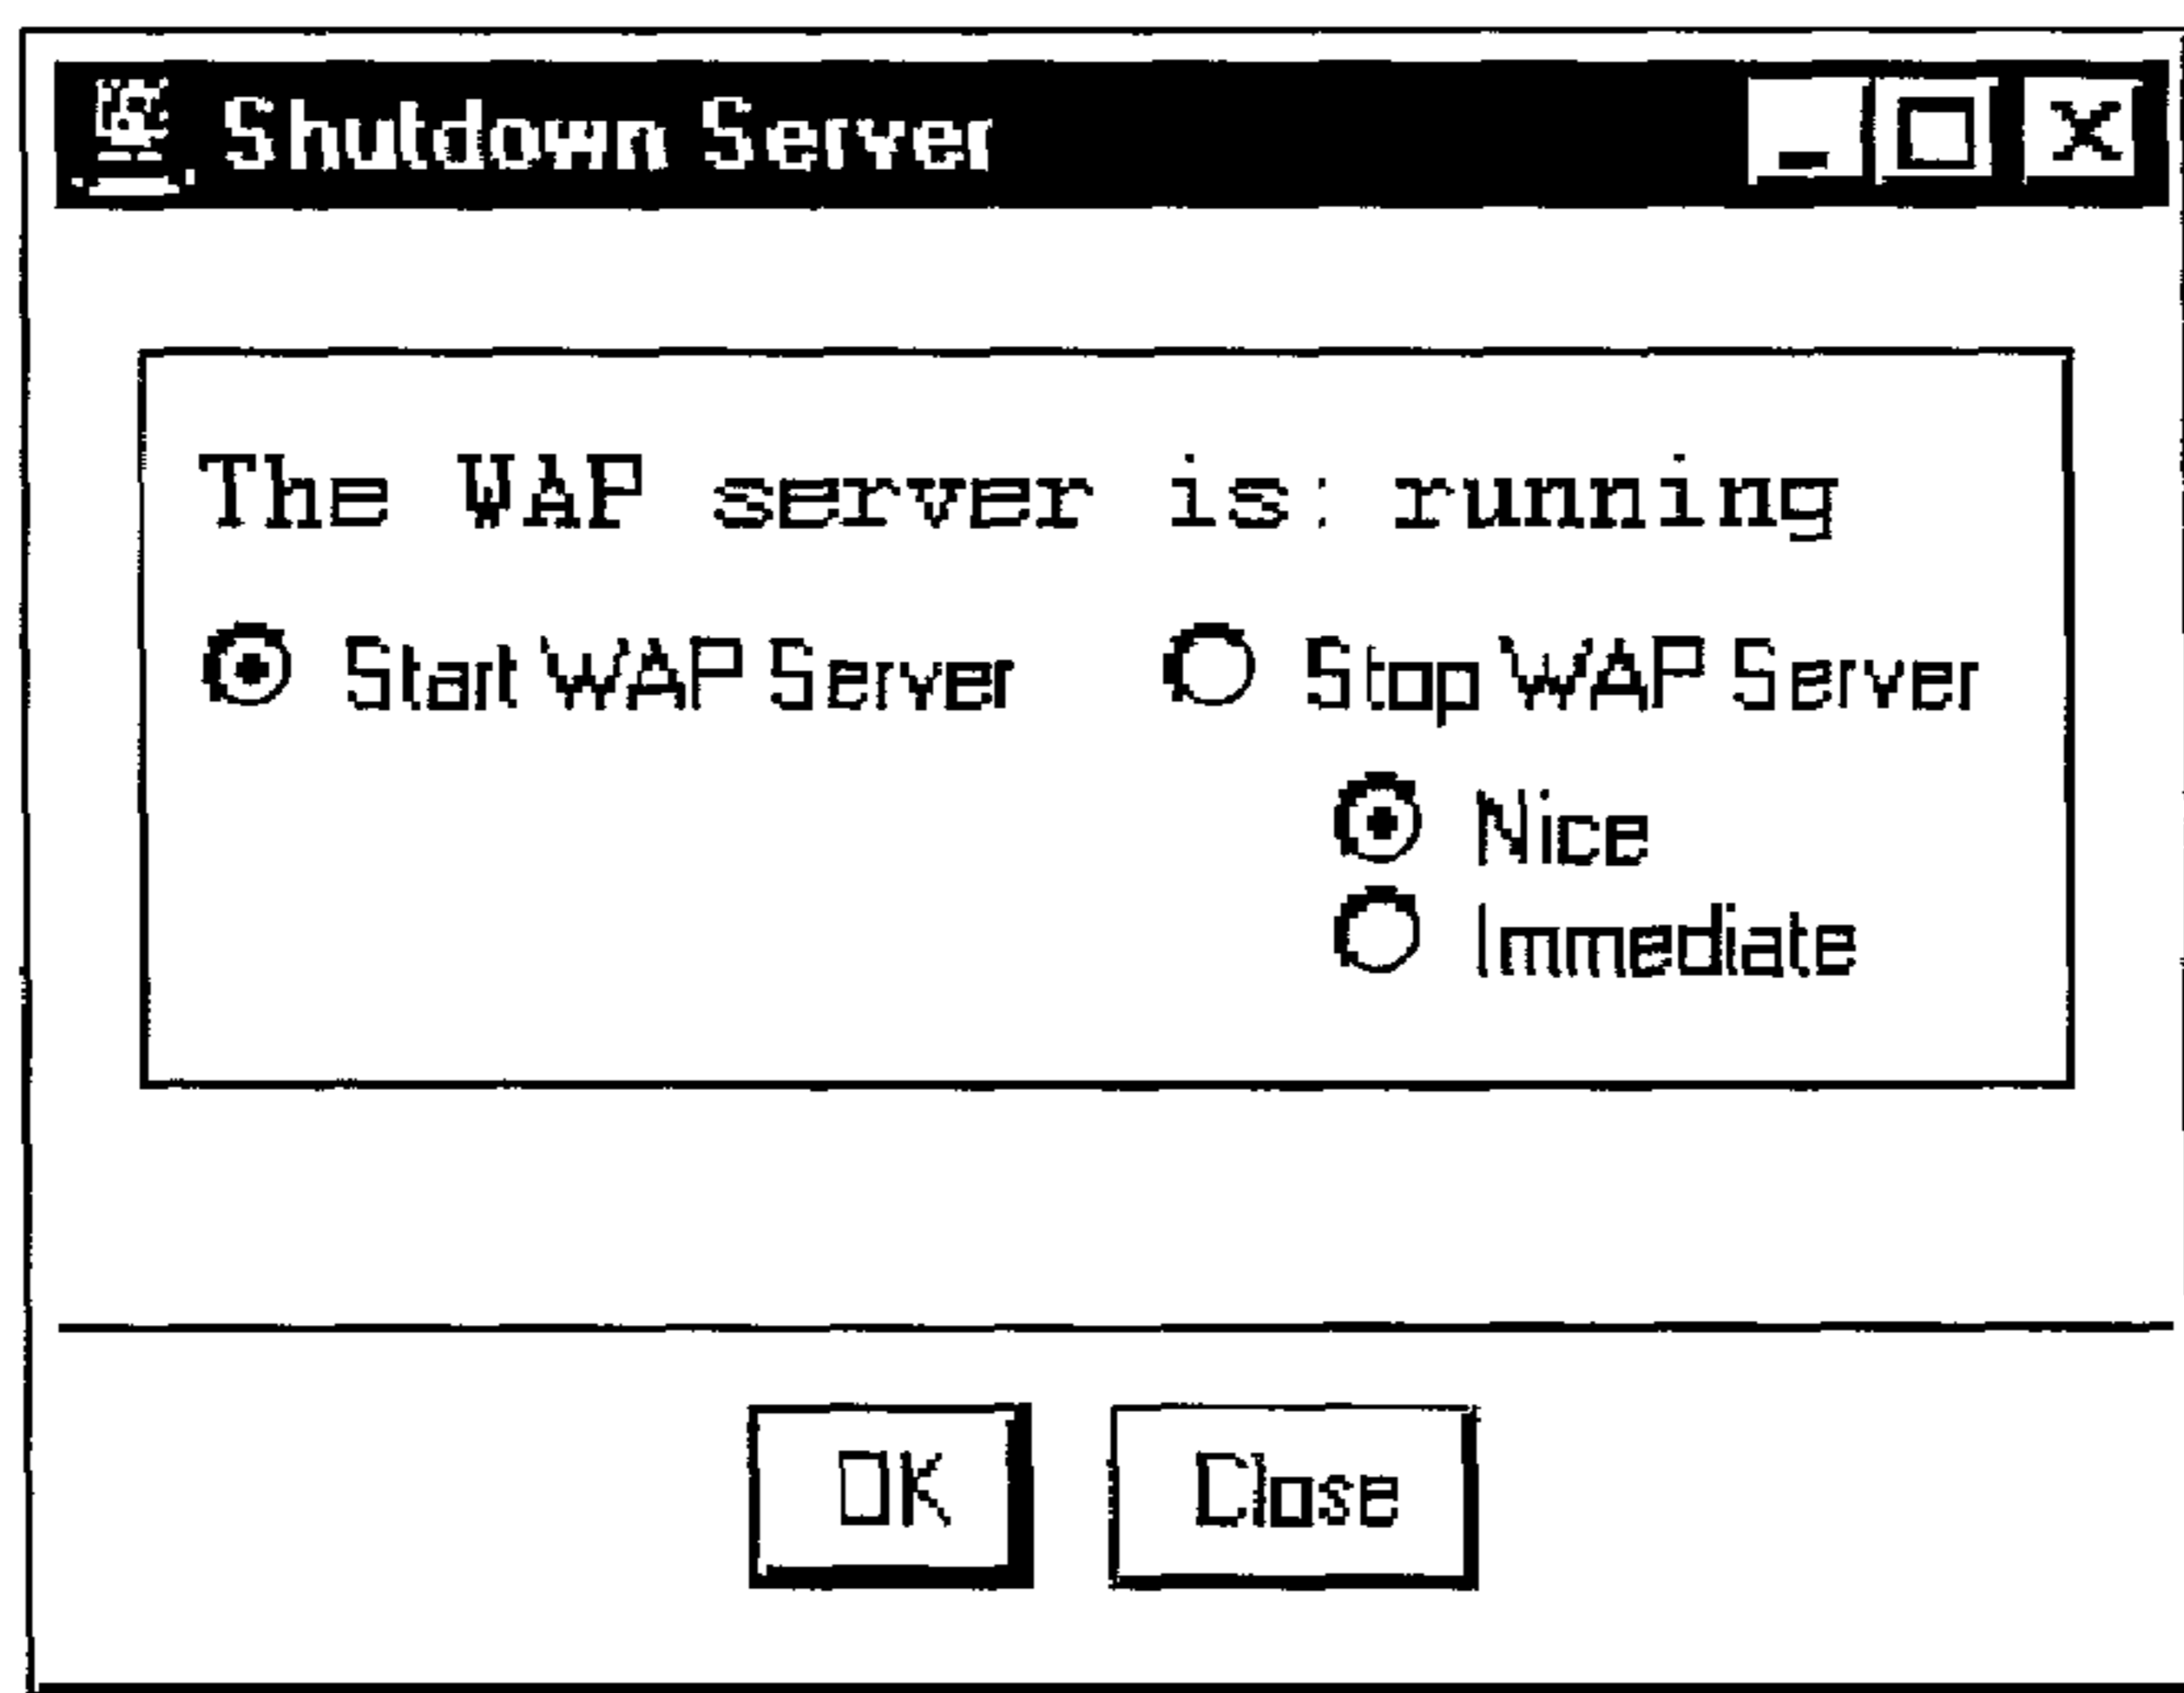 Shutdown Server
The WAP server is: running
Start WAP Server Stop WAP Server
Nice
Immediate
OK Close